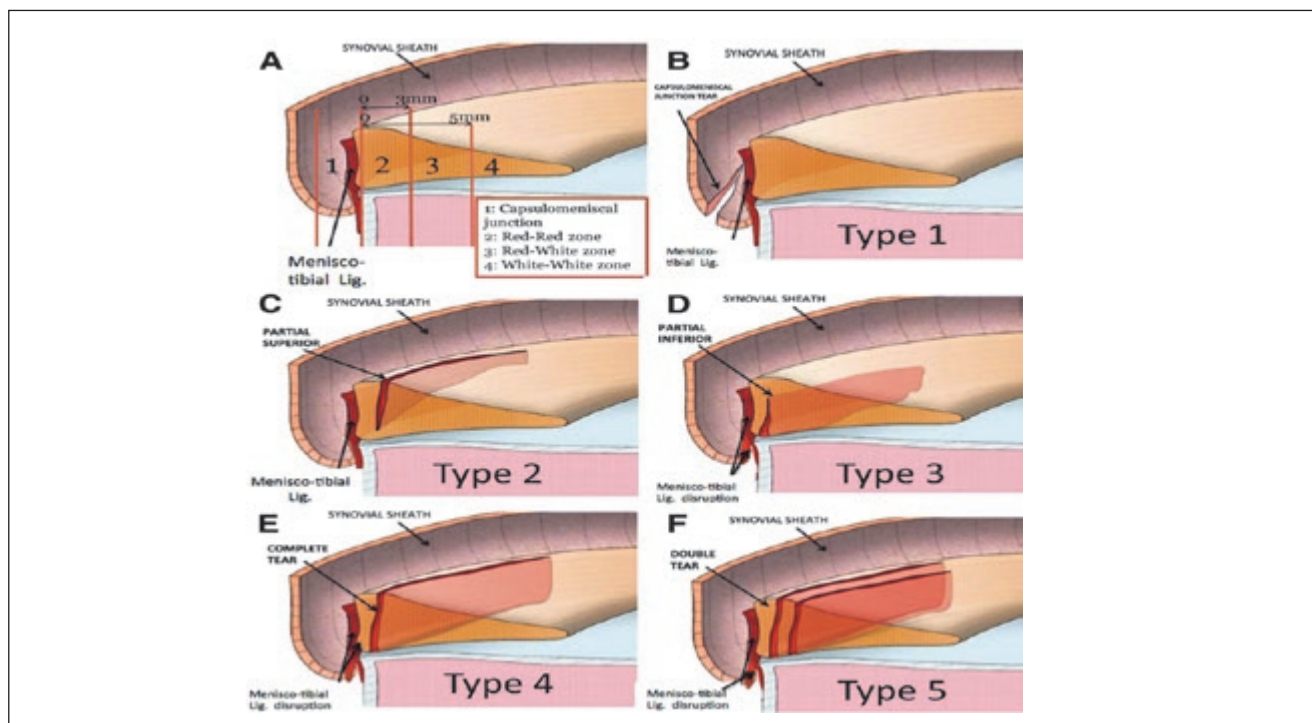 A
SYNOVIAL SHEATH
0 3mm
2 5mm
1 2 3 4
1: Capsulomeniscal
junction
2: Red-Red zone
3: Red-White zone
4: White-White zone
Menisco-
tibial Lig.
B
SYNOVIAL SHEATH
CAPSULOMENISCAL
JUNCTION TEAR
Type 1
Menisco-
tibial Lig.
C
SYNOVIAL SHEATH
PARTIAL
SUPERIOR
Type 2
Menisco-tibial
Lig.
D
SYNOVIAL SHEATH
PARTIAL
INFERIOR
Type 3
Menisco-tibial
Lig. disruption
E
SYNOVIAL SHEATH
COMPLETE
TEAR
Type 4
Menisco-tibial
Lig. disruption
F
SYNOVIAL SHEATH
DOUBLE
TEAR
Type 5
Menisco-tibial
Lig. disruption